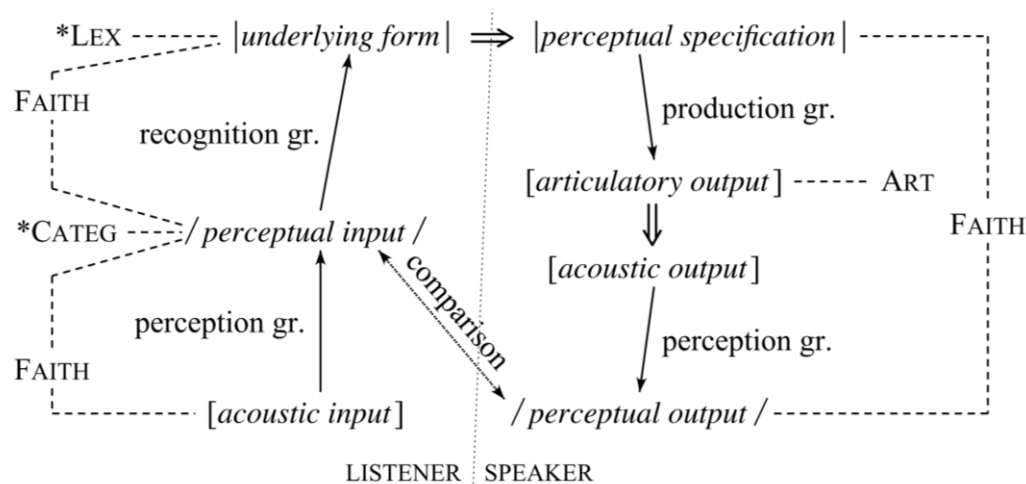 *LEX |underlying form| ⇒ |perceptual specification|
FAITH
recognition gr.
production gr.
[articulatory output] ART
*CATEG /perceptual input/
FAITH
[acoustic output]
comparison
perception gr.
perception gr.
FAITH
[acoustic input]
/perceptual output/
LISTENER SPEAKER